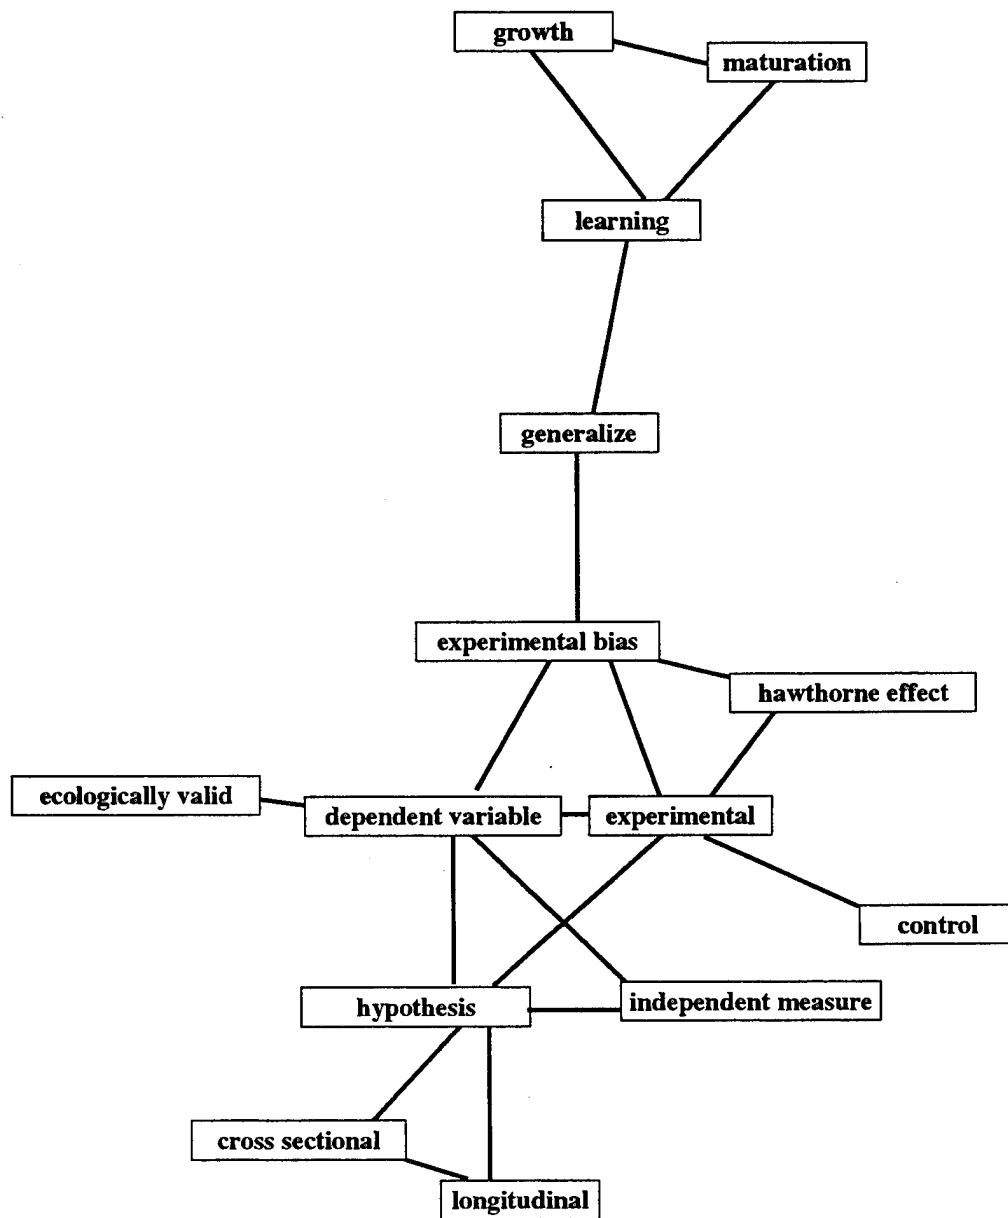 growth
maturation
learning
generalize
experimental bias
hawthorne effect
ecologically valid
dependent variable
experimental
control
hypothesis
independent measure
cross sectional
longitudinal